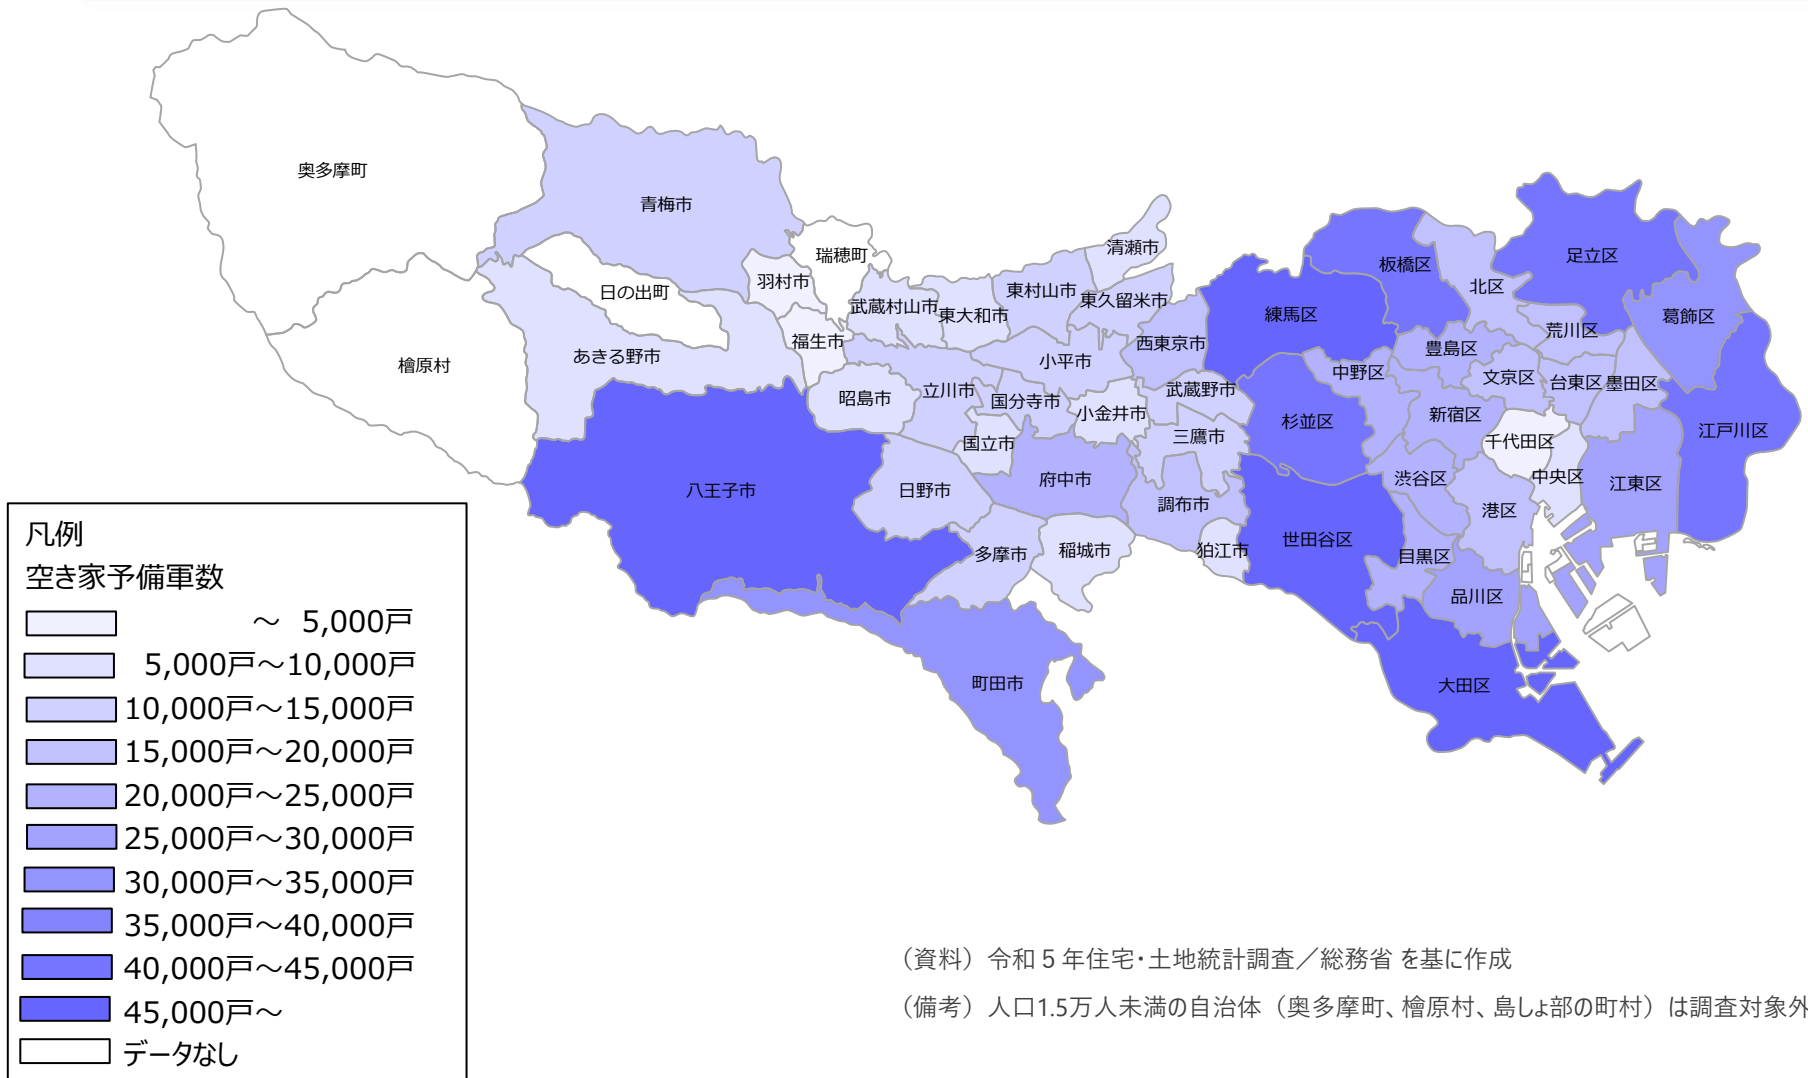 奥多摩町
青梅市
瑞穂町
清瀬市
羽村市
日の出町
武蔵村山市
東大和市
東村山市
東久留米市
足立区
板橋区
北区
葛飾区
練馬区
荒川区
福生市
西東京市
小平市
豊島区
あきる野市
檜原村
中野区
文京区
台東区
墨田区
昭島市
立川市
国分寺市
武蔵野市
小金井市
杉並区
新宿区
江戸川区
国立市
三鷹市
千代田区
八王子市
日野市
府中市
渋谷区
中央区
江東区
調布市
港区
多摩市
稲城市
狛江市
世田谷区
目黒区
品川区
町田市
大田区
凡例
空き家予備軍数
～ 5,000戸
5,000戸～10,000戸
10,000戸～15,000戸
15,000戸～20,000戸
20,000戸～25,000戸
25,000戸～30,000戸
30,000戸～35,000戸
35,000戸～40,000戸
40,000戸～45,000戸
45,000戸～
データなし
（資料）令和５年住宅・土地統計調査／総務省 を基に作成
（備考）人口1.5万人未満の自治体（奥多摩町、檜原村、島しょ部の町村）は調査対象外